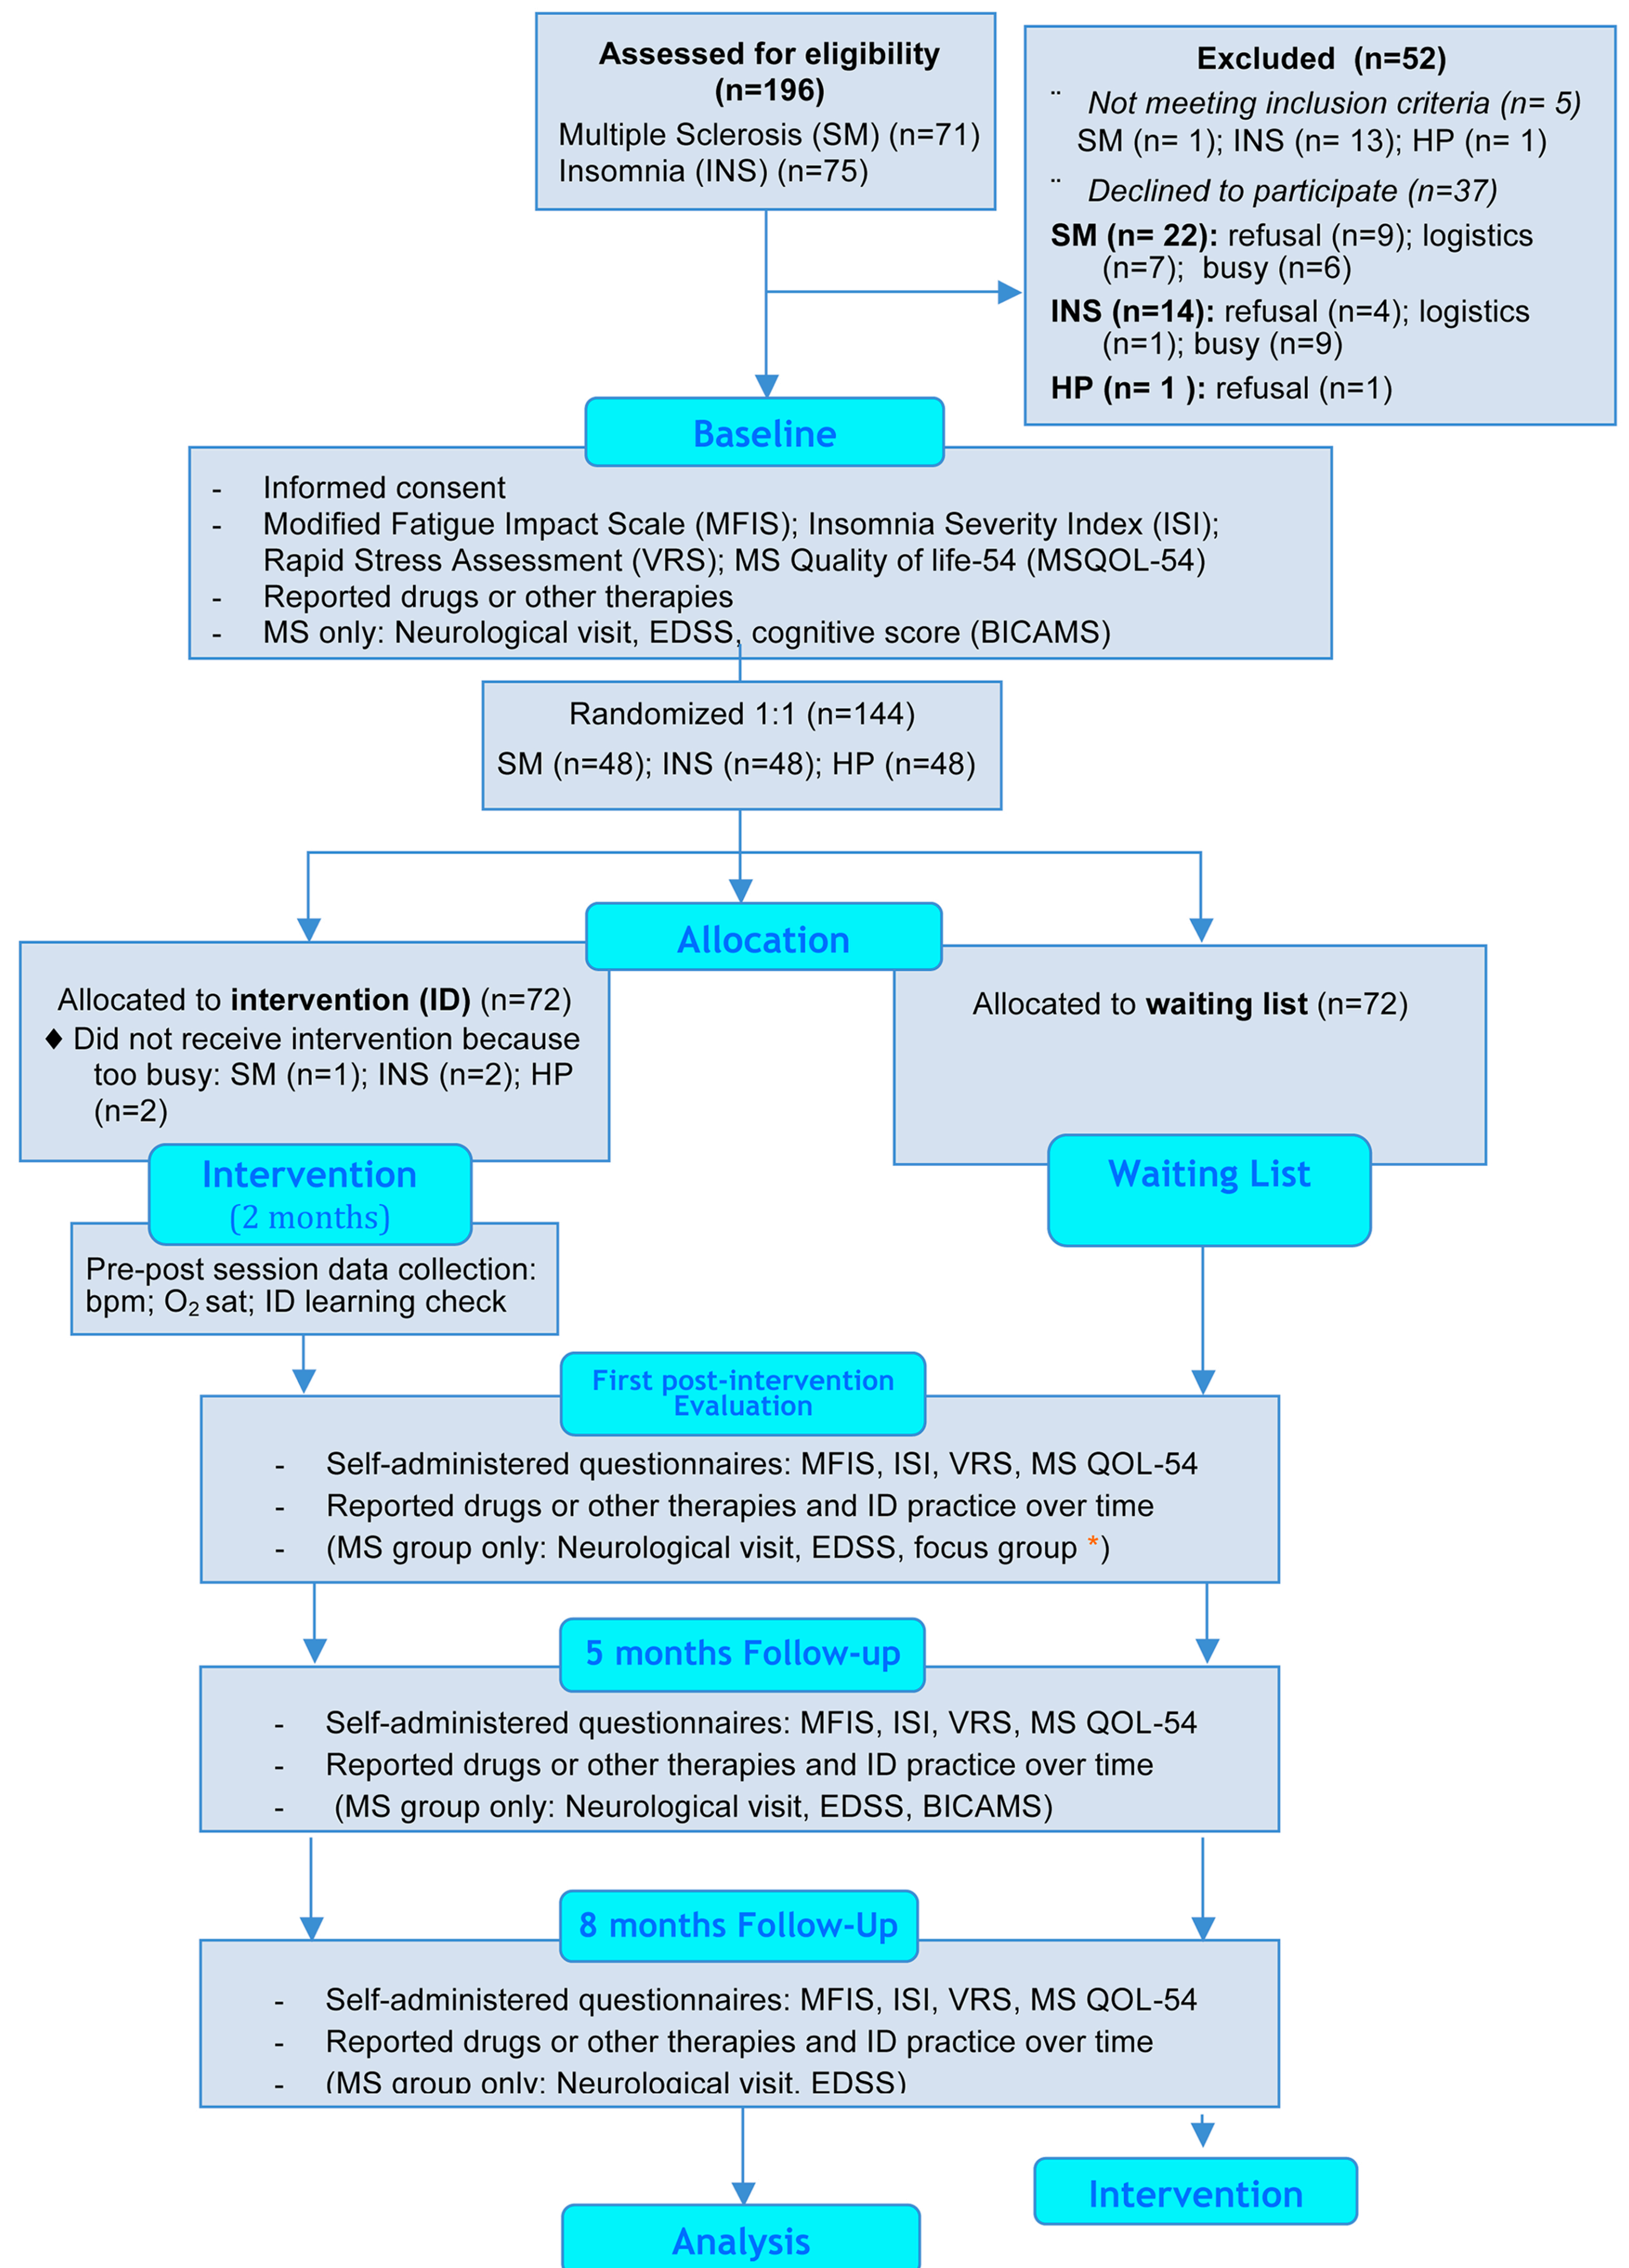 Assessed for eligibility
(n=196)
Multiple Sclerosis (SM) (n=71)
Insomnia (INS) (n=75)
Excluded (n=52)
¨ Not meeting inclusion criteria (n= 5)
SM (n= 1); INS (n= 13); HP (n= 1)
¨ Declined to participate (n=37)
SM (n= 22): refusal (n=9); logistics
(n=7); busy (n=6)
INS (n=14): refusal (n=4); logistics
(n=1); busy (n=9)
HP (n= 1 ): refusal (n=1)
Baseline
- Informed consent
- Modified Fatigue Impact Scale (MFIS); Insomnia Severity Index (ISI);
Rapid Stress Assessment (VRS); MS Quality of life-54 (MSQOL-54)
- Reported drugs or other therapies
- MS only: Neurological visit, EDSS, cognitive score (BICAMS)
Randomized 1:1 (n=144)
SM (n=48); INS (n=48); HP (n=48)
Allocation
Allocated to intervention (ID) (n=72)
♦ Did not receive intervention because
too busy: SM (n=1); INS (n=2); HP
(n=2)
Allocated to waiting list (n=72)
Intervention
(2 months)
Waiting List
Pre-post session data collection:
bpm; O₂ sat; ID learning check
First post-intervention
Evaluation
- Self-administered questionnaires: MFIS, ISI, VRS, MS QOL-54
- Reported drugs or other therapies and ID practice over time
- (MS group only: Neurological visit, EDSS, focus group *)
5 months Follow-up
- Self-administered questionnaires: MFIS, ISI, VRS, MS QOL-54
- Reported drugs or other therapies and ID practice over time
- (MS group only: Neurological visit, EDSS, BICAMS)
8 months Follow-Up
- Self-administered questionnaires: MFIS, ISI, VRS, MS QOL-54
- Reported drugs or other therapies and ID practice over time
- (MS group only: Neurological visit, EDSS)
Intervention
Analysis